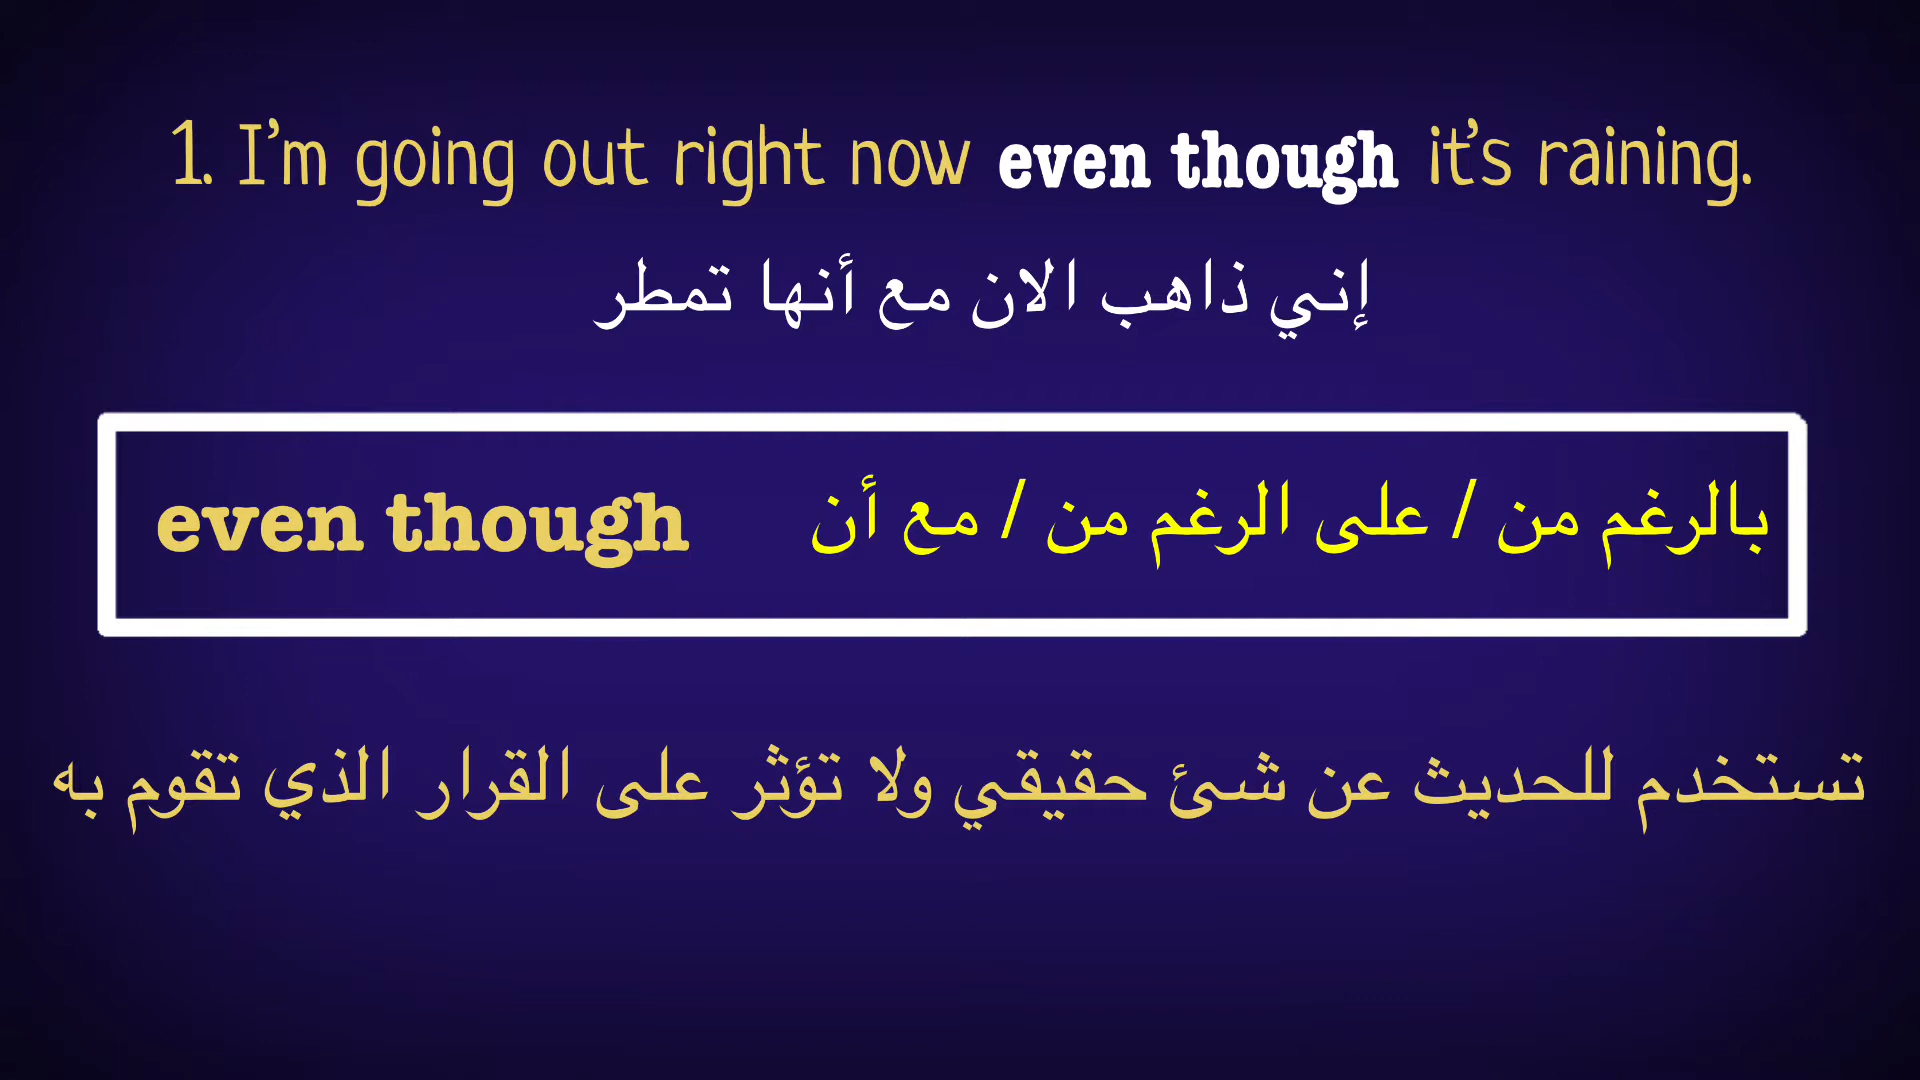 1. I'm going out right now even though it's raining.
إني ذاهب الان مع أنها تمطر
even though بالرغم من / على الرغم من / مع أن
تستخدم للحديث عن شئ حقيقي ولا تؤثر على القرار الذي تقوم به